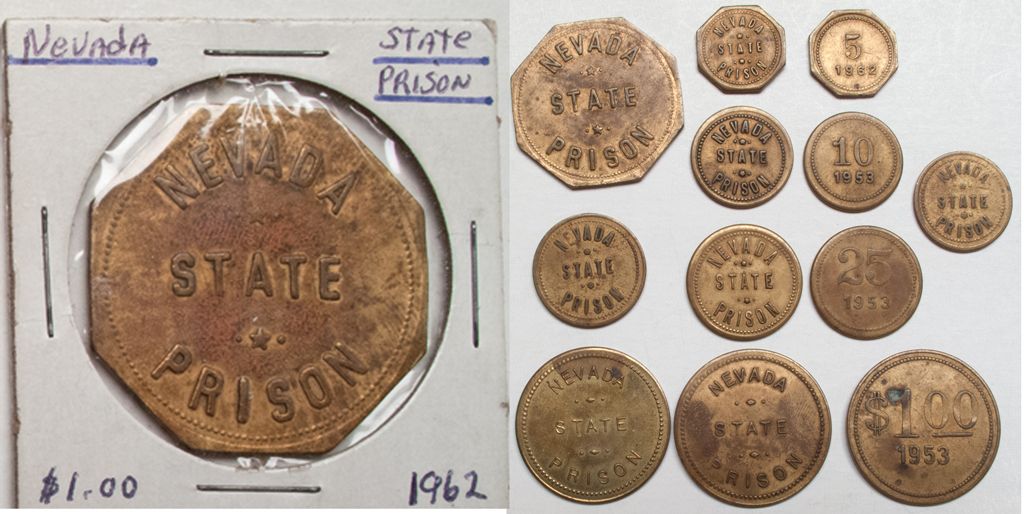 Nevada
State
Prison
NEVADA
STATE
PRISON
$1.00
1962
NEVADA
STATE
PRISON
NEVADA
STATE
PRISON
5
1962
NEVADA
STATE
PRISON
10
1953
NEVADA
STATE
PRISON
NEVADA
STATE
PRISON
NEVADA
STATE
PRISON
25
1953
NEVADA
STATE
PRISON
NEVADA
STATE
PRISON
$1.00
1953